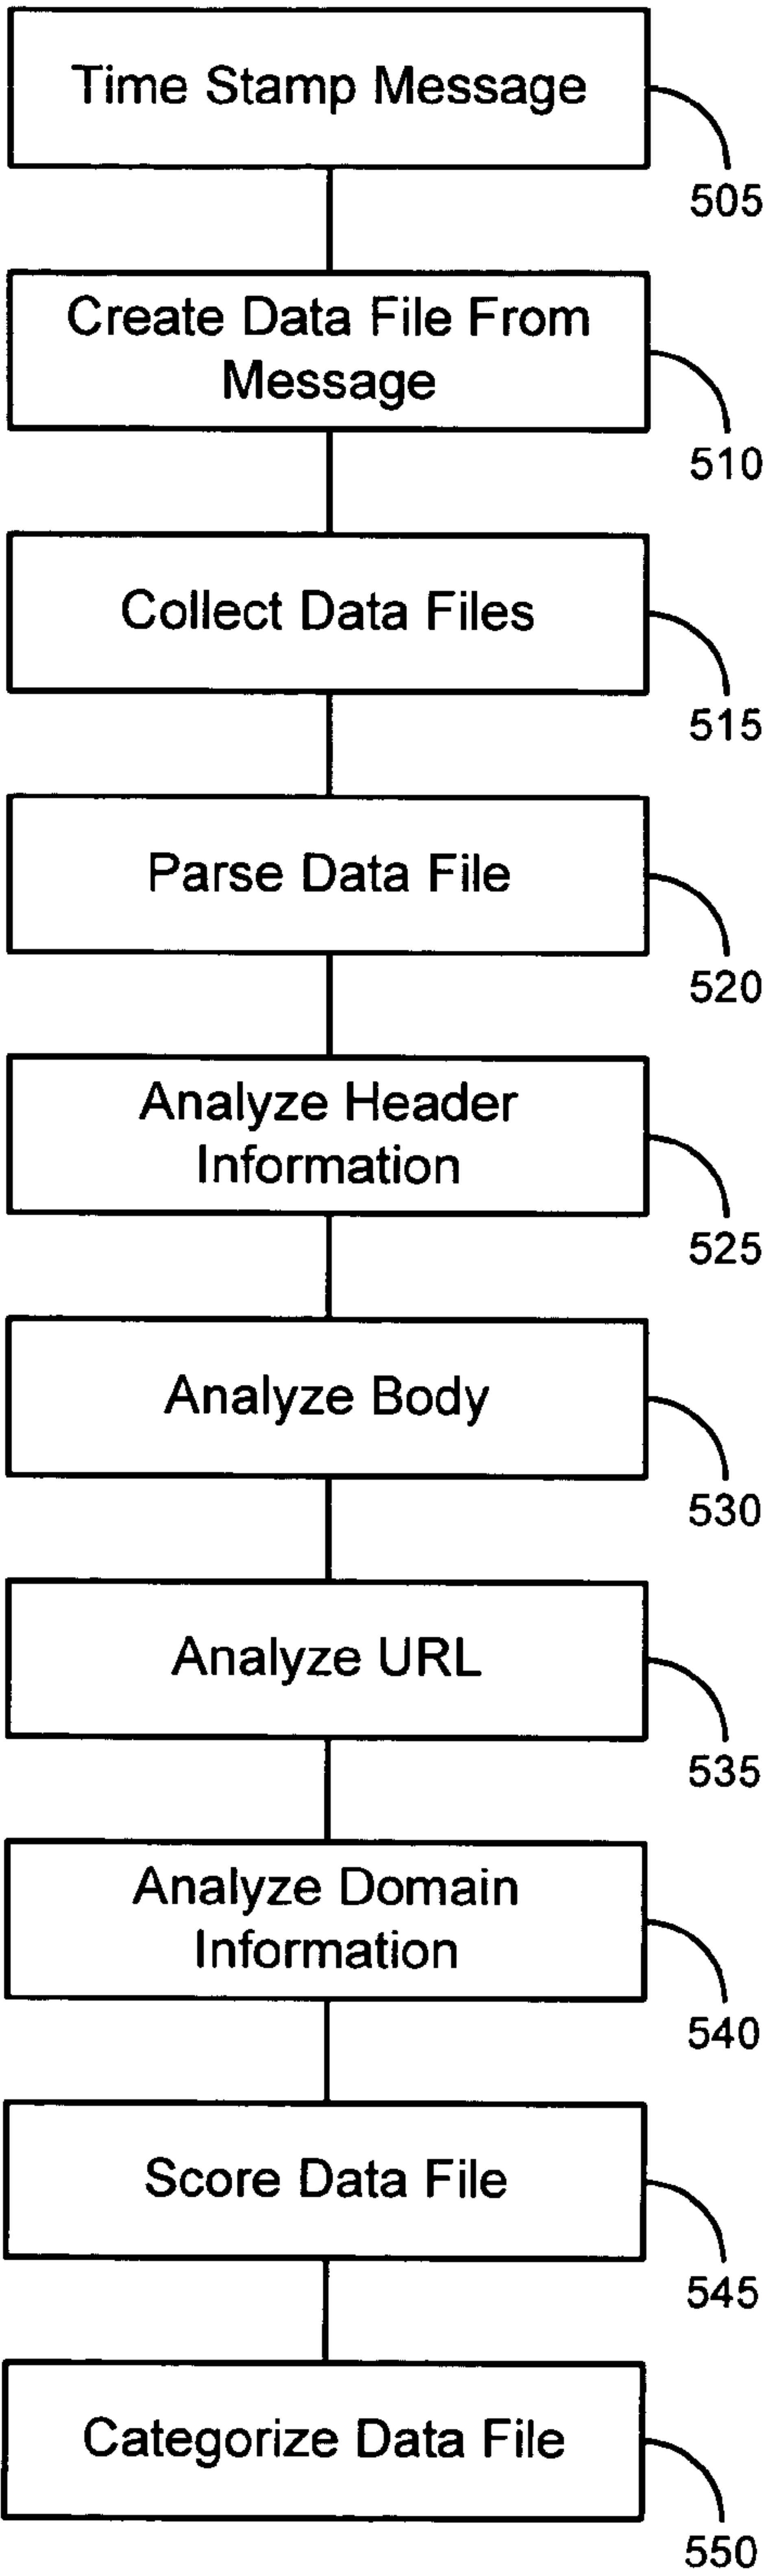 Time Stamp Message
505
Create Data File From
Message
510
Collect Data Files
515
Parse Data File
520
Analyze Header
Information
525
Analyze Body
530
Analyze URL
535
Analyze Domain
Information
540
Score Data File
545
Categorize Data File
550